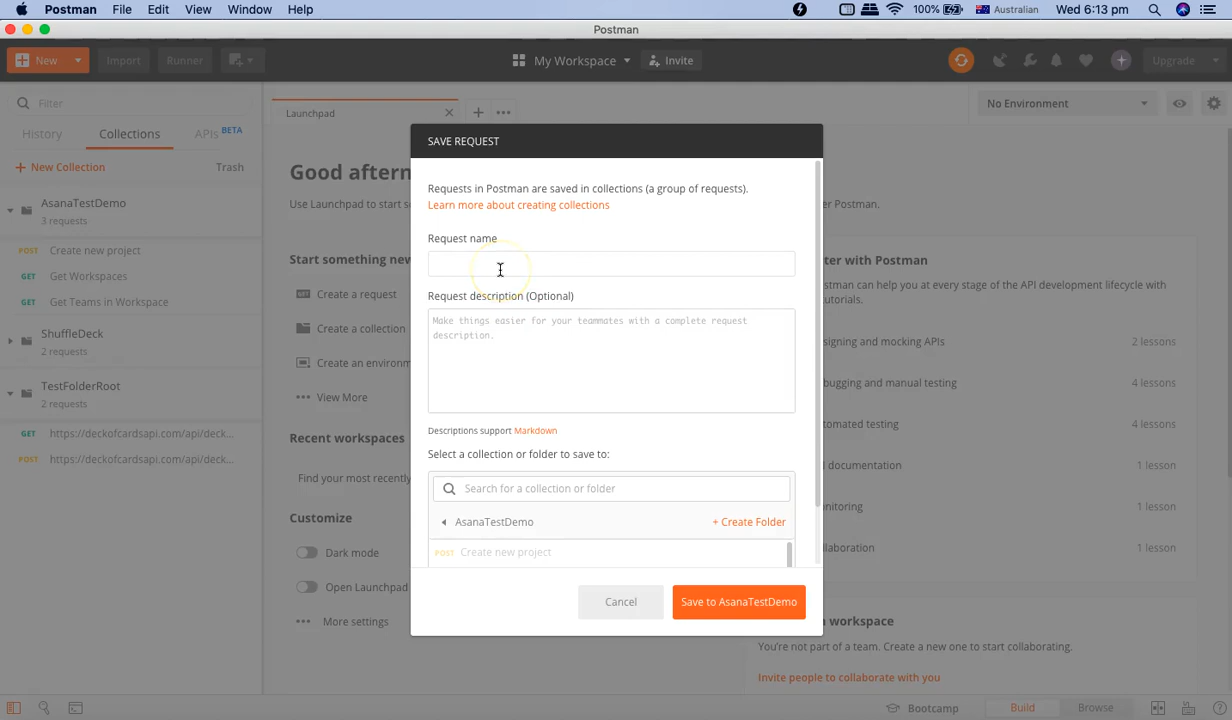 Postman File Edit View Window Help 100% Australian Wed 6:13 pm
Postman
New Import Runner My Workspace Invite Upgrade
Filter
Launchpad
No Environment
History Collections APIs BETA
New Collection Trash
AsanaTestDemo
3 requests
POST Create new project
GET Get Workspaces
GET Get Teams in Workspace
ShuffleDeck
2 requests
TestFolderRoot
2 requests
GET https://deckofcardsapi.com/api/deck...
POST https://deckofcardsapi.com/api/deck...
Good aftern
Use Launchpad to start s
Start something new
Create a request
Create a collection
Create an environm
View More
Recent workspaces
Find your most recently
Customize
Dark mode
Open Launchpad
More settings
SAVE REQUEST
Requests in Postman are saved in collections (a group of requests).
Learn more about creating collections
Request name
Request description (Optional)
Make things easier for your teammates with a complete request
description.
Descriptions support Markdown
Select a collection or folder to save to:
Search for a collection or folder
AsanaTestDemo + Create Folder
POST Create new project
Cancel Save to AsanaTestDemo
er Postman.
ter with Postman
stman can help you at every stage of the API development lifecycle with
utorials.
signing and mocking APIs 2 lessons
bugging and manual testing 4 lessons
tomated testing 4 lessons
I documentation 1 lesson
nitoring 1 lesson
llaboration 1 lesson
n a workspace
You're not part of a team. Create a new one to start collaborating.
Invite people to collaborate with you
Bootcamp Build Browse